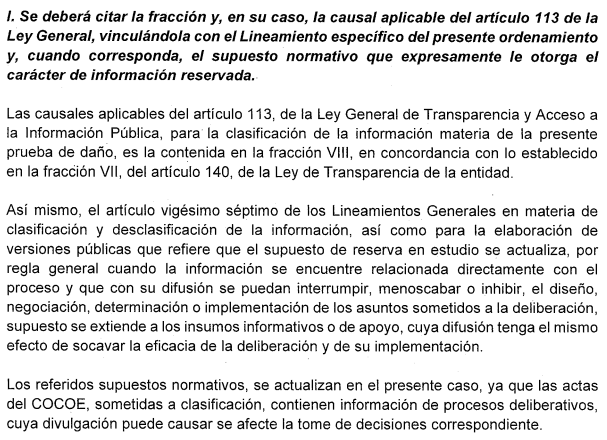 I. Se deberá citar la fracción y, en su caso, la causal aplicable del artículo 113 de la
Ley General, vinculándola con el Lineamiento específico del presente ordenamiento
y, cuando corresponda, el supuesto normativo que expresamente le otorga el
carácter de información reservada.
Las causales aplicables del artículo 113, de la Ley General de Transparencia y Acceso a
la Información Pública, para la clasificación de la información materia de la presente
prueba de daño, es la contenida en la fracción VIII, en concordancia con lo establecido
en la fracción VII, del artículo 140, de la Ley de Transparencia de la entidad.
Así mismo, el artículo vigésimo séptimo de los Lineamientos Generales en materia de
clasificación y desclasificación de la información, así como para la elaboración de
versiones públicas que refiere que el supuesto de reserva en estudio se actualiza, por
regla general cuando la información se encuentre relacionada directamente con el
proceso y que con su difusión se puedan interrumpir, menoscabar o inhibir, el diseño,
negociación, determinación o implementación de los asuntos sometidos a la deliberación,
supuesto se extiende a los insumos informativos o de apoyo, cuya difusión tenga el mismo
efecto de socavar la eficacia de la deliberación y de su implementación.
Los referidos supuestos normativos, se actualizan en el presente caso, ya que las actas
del COCOE, sometidas a clasificación, contienen información de procesos deliberativos,
cuya divulgación puede causar se afecte la tome de decisiones correspondiente.